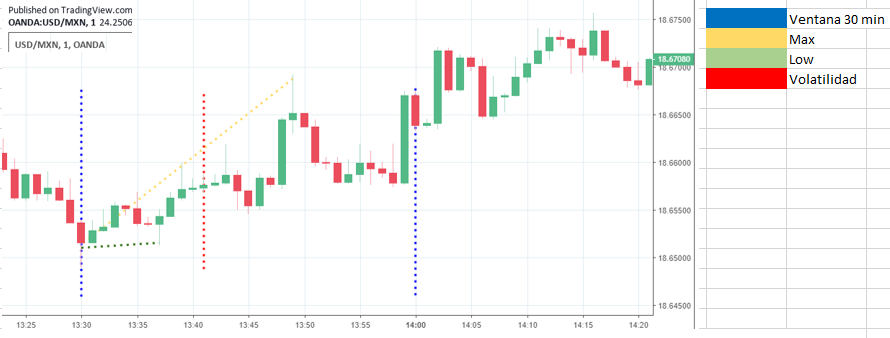 Published on TradingView.com
OANDA:USD/MXN, 1 24.2506
USD/MXN, 1, OANDA
18.67500
18.67080
18.67000
18.66500
18.66000
18.65500
18.65000
18.64500
13:25
13:30
13:35
13:40
13:45
13:50
13:55
14:00
14:05
14:10
14:15
14:20
Ventana 30 min
Max
Low
Volatilidad